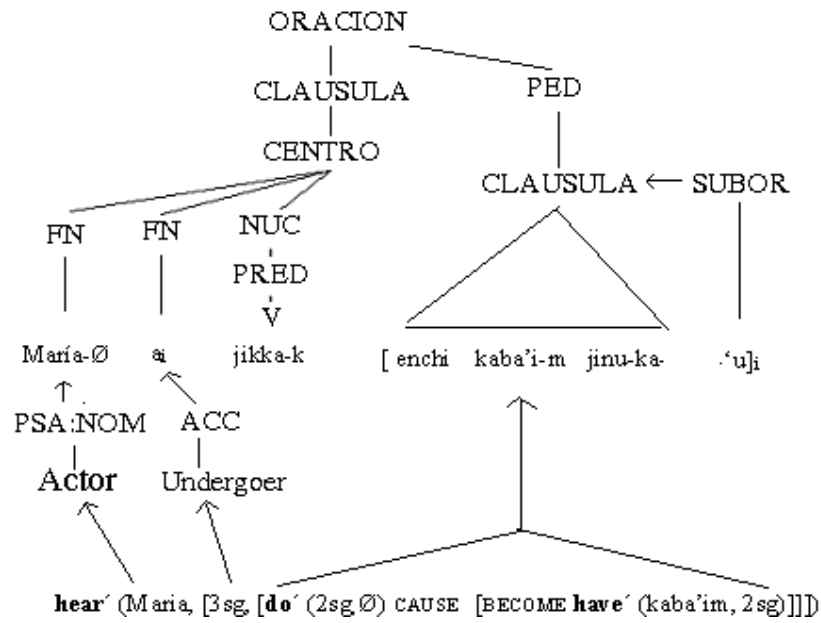 ORACION
CLAUSULA PED
CENTRO
CLAUSULA SUBOR
FN FN NUC
PRED
V
María-Ø ai jikka-k [ enchi kaba'i-m jinu-ka- -'u]i
PSA:NOM ACC
Actor Undergoer
hear´ (Maria, [3sg, [do´ (2sg, Ø) CAUSE [BECOME have´ (kaba'im, 2sg)]]])